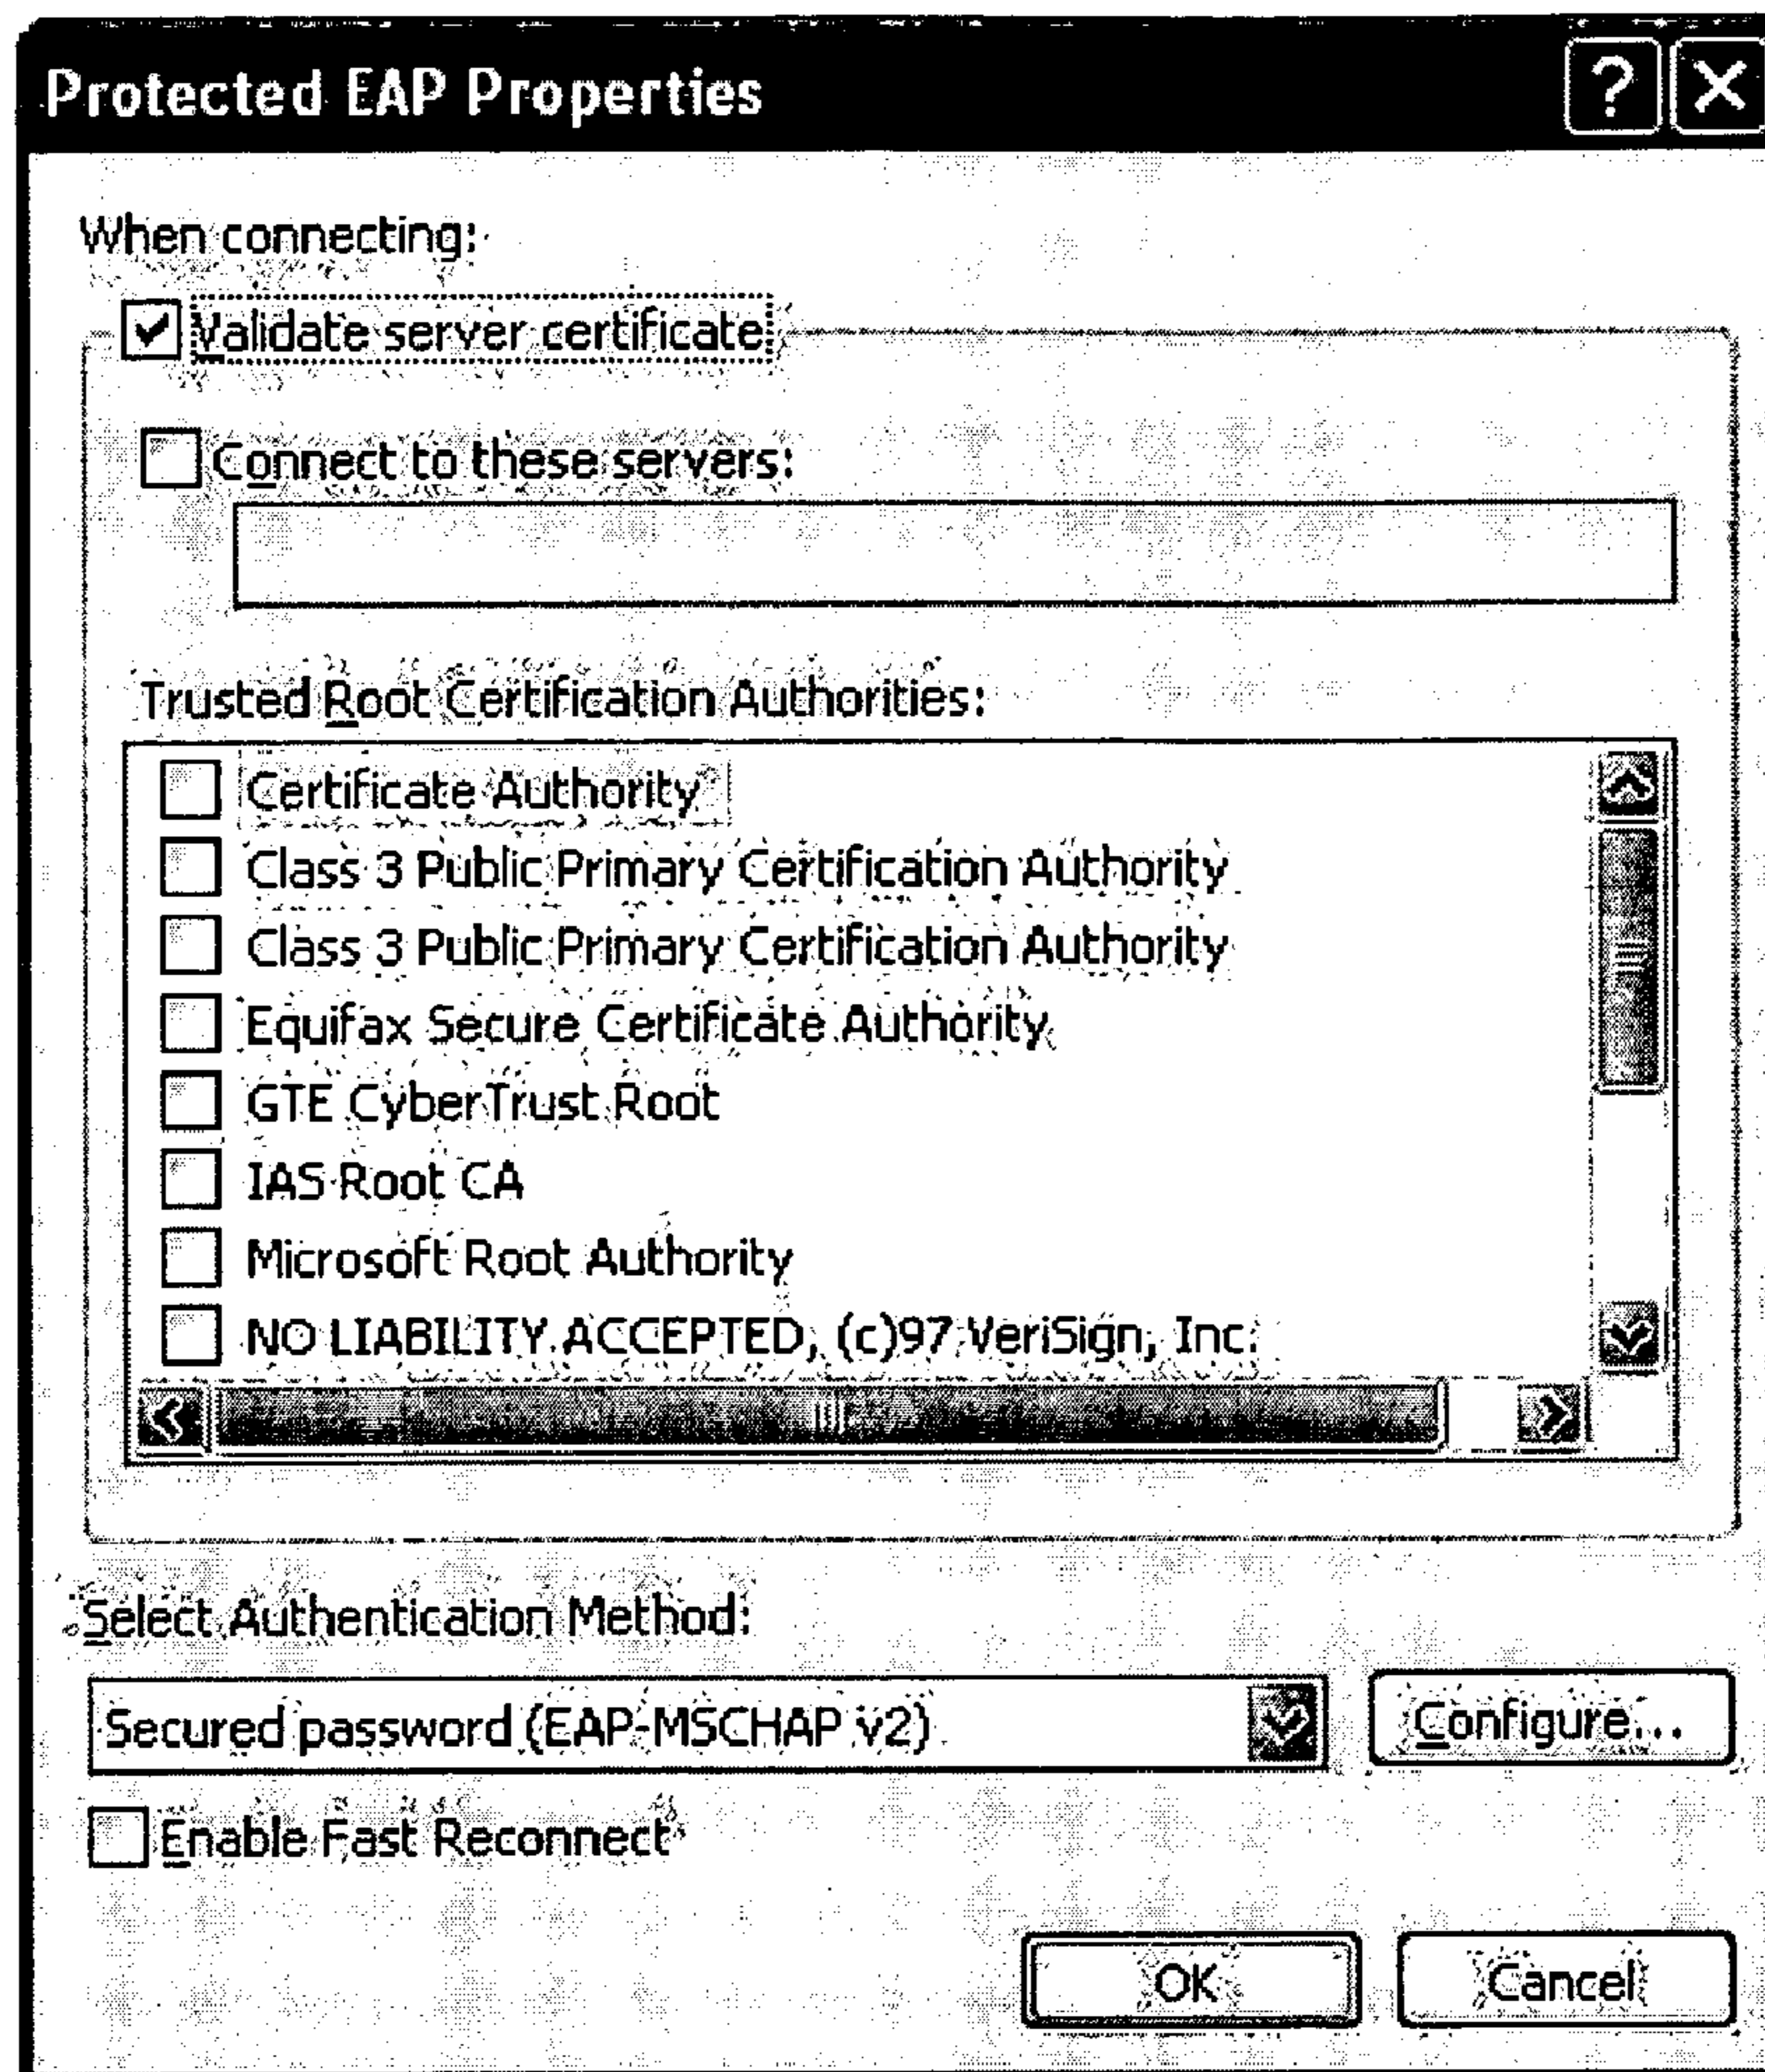 Protected EAP Properties
When connecting:
Validate server certificate
Connect to these servers:
Trusted Root Certification Authorities:
Certificate Authority
Class 3 Public Primary Certification Authority
Class 3 Public Primary Certification Authority
Equifax Secure Certificate Authority
GTE CyberTrust Root
IAS Root CA
Microsoft Root Authority
NO LIABILITY ACCEPTED, (c)97 VeriSign, Inc.
Select Authentication Method:
Secured password (EAP-MSCHAP v2)
Configure...
Enable Fast Reconnect
OK
Cancel